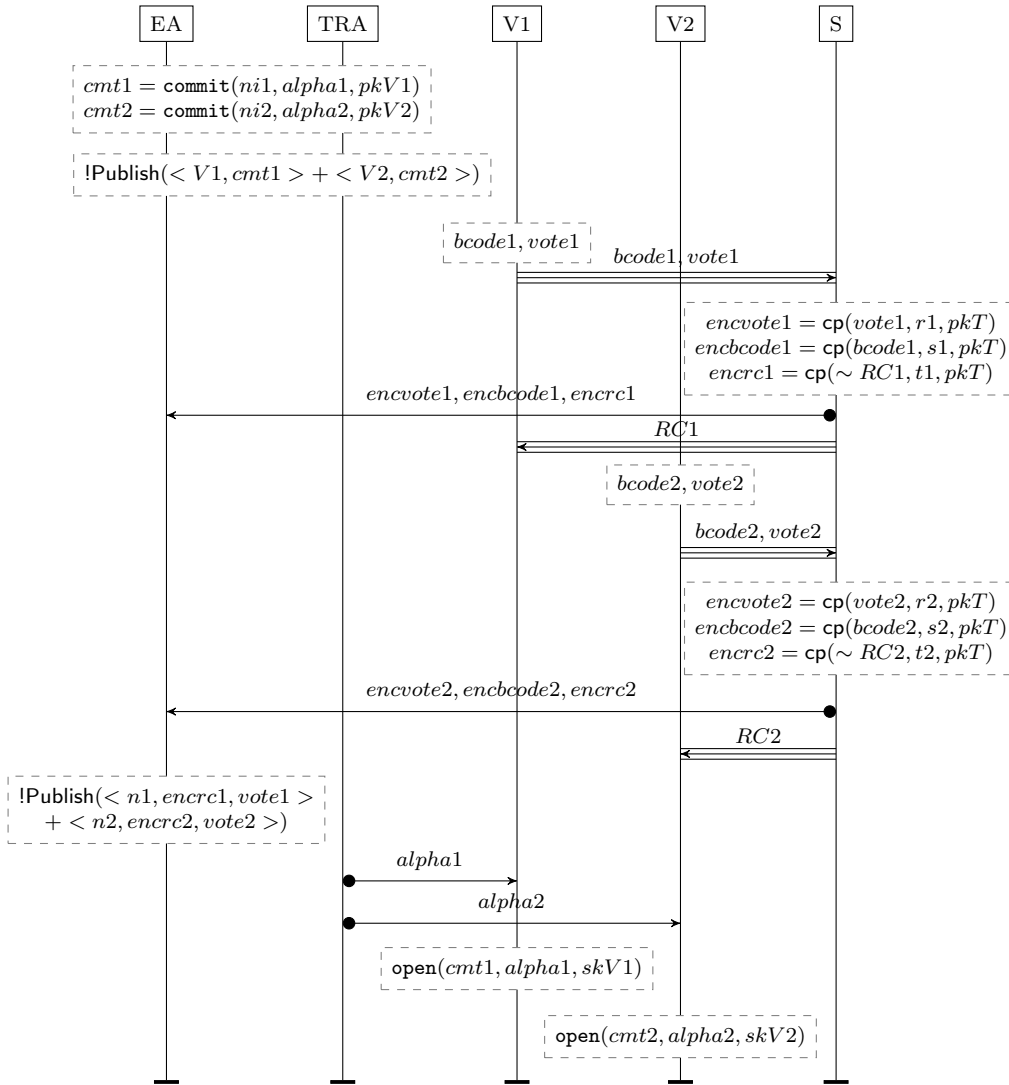 EA TRA V1 V2 S
cmt1 = commit(ni1, alpha1, pkV1)
cmt2 = commit(ni2, alpha2, pkV2)
!Publish(< V1, cmt1 > + < V2, cmt2 >)
bcode1, vote1
bcode1, vote1
encvote1 = cp(vote1, r1, pkT)
encbcode1 = cp(bcode1, s1, pkT)
encrc1 = cp(∼ RC1, t1, pkT)
encvote1, encbcode1, encrc1
RC1
bcode2, vote2
bcode2, vote2
encvote2 = cp(vote2, r2, pkT)
encbcode2 = cp(bcode2, s2, pkT)
encrc2 = cp(∼ RC2, t2, pkT)
encvote2, encbcode2, encrc2
RC2
!Publish(< n1, encrc1, vote1 >
+ < n2, encrc2, vote2 >)
alpha1
alpha2
open(cmt1, alpha1, skV1)
open(cmt2, alpha2, skV2)